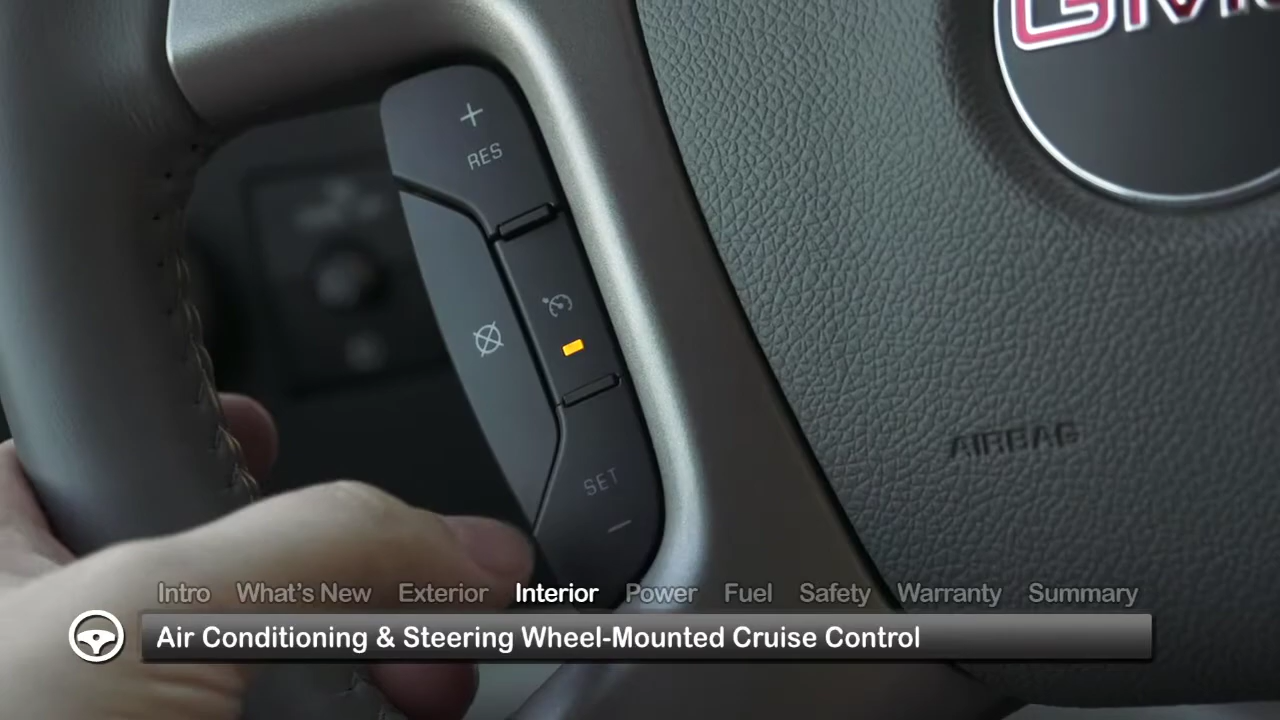 GMC
+
RES
SET
—
AIRBAG
Intro What's New Exterior Interior Power Fuel Safety Warranty Summary
Air Conditioning & Steering Wheel-Mounted Cruise Control